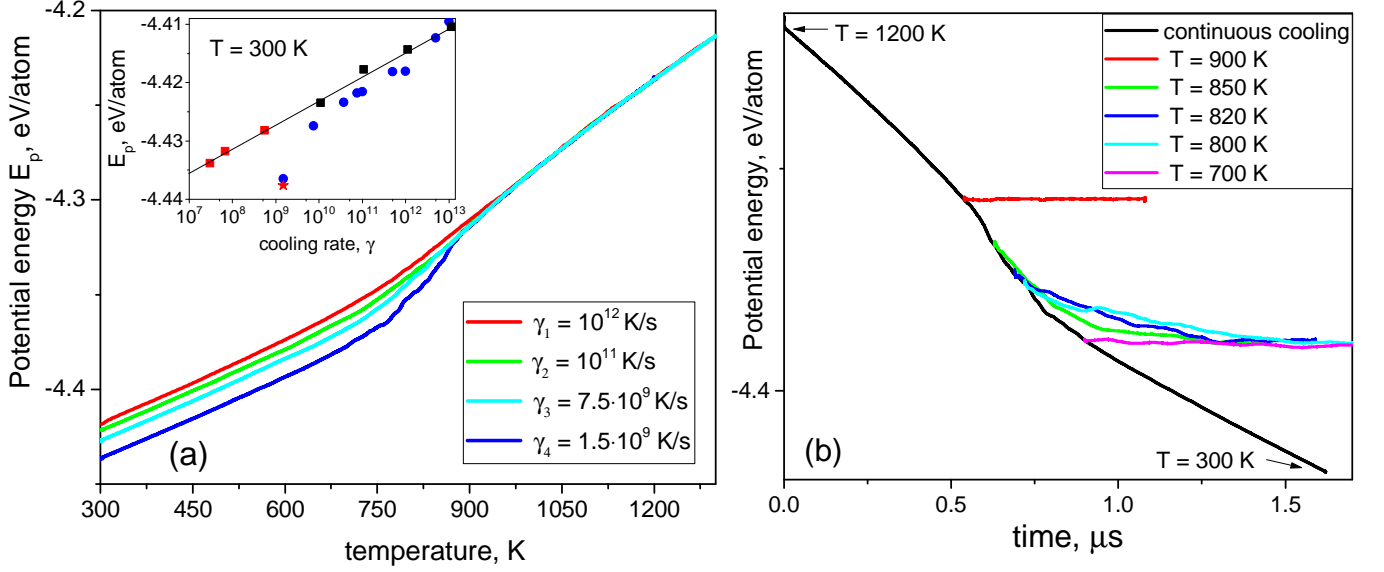 -4.2
-4.3
-4.4
Potential energy E_p, eV/atom
300 450 600 750 900 1050 1200
temperature, K
(a)
-4.41
-4.42
-4.43
-4.44
E_p, eV/atom
T = 300 K
10^7 10^8 10^9 10^10 10^11 10^12 10^13
cooling rate, γ
γ_1 = 10^12 K/s
γ_2 = 10^11 K/s
γ_3 = 7.5·10^9 K/s
γ_4 = 1.5·10^9 K/s
-4.4
Potential energy, eV/atom
T = 1200 K
continuous cooling
T = 900 K
T = 850 K
T = 820 K
T = 800 K
T = 700 K
T = 300 K
(b)
0.0 0.5 1.0 1.5
time, μs